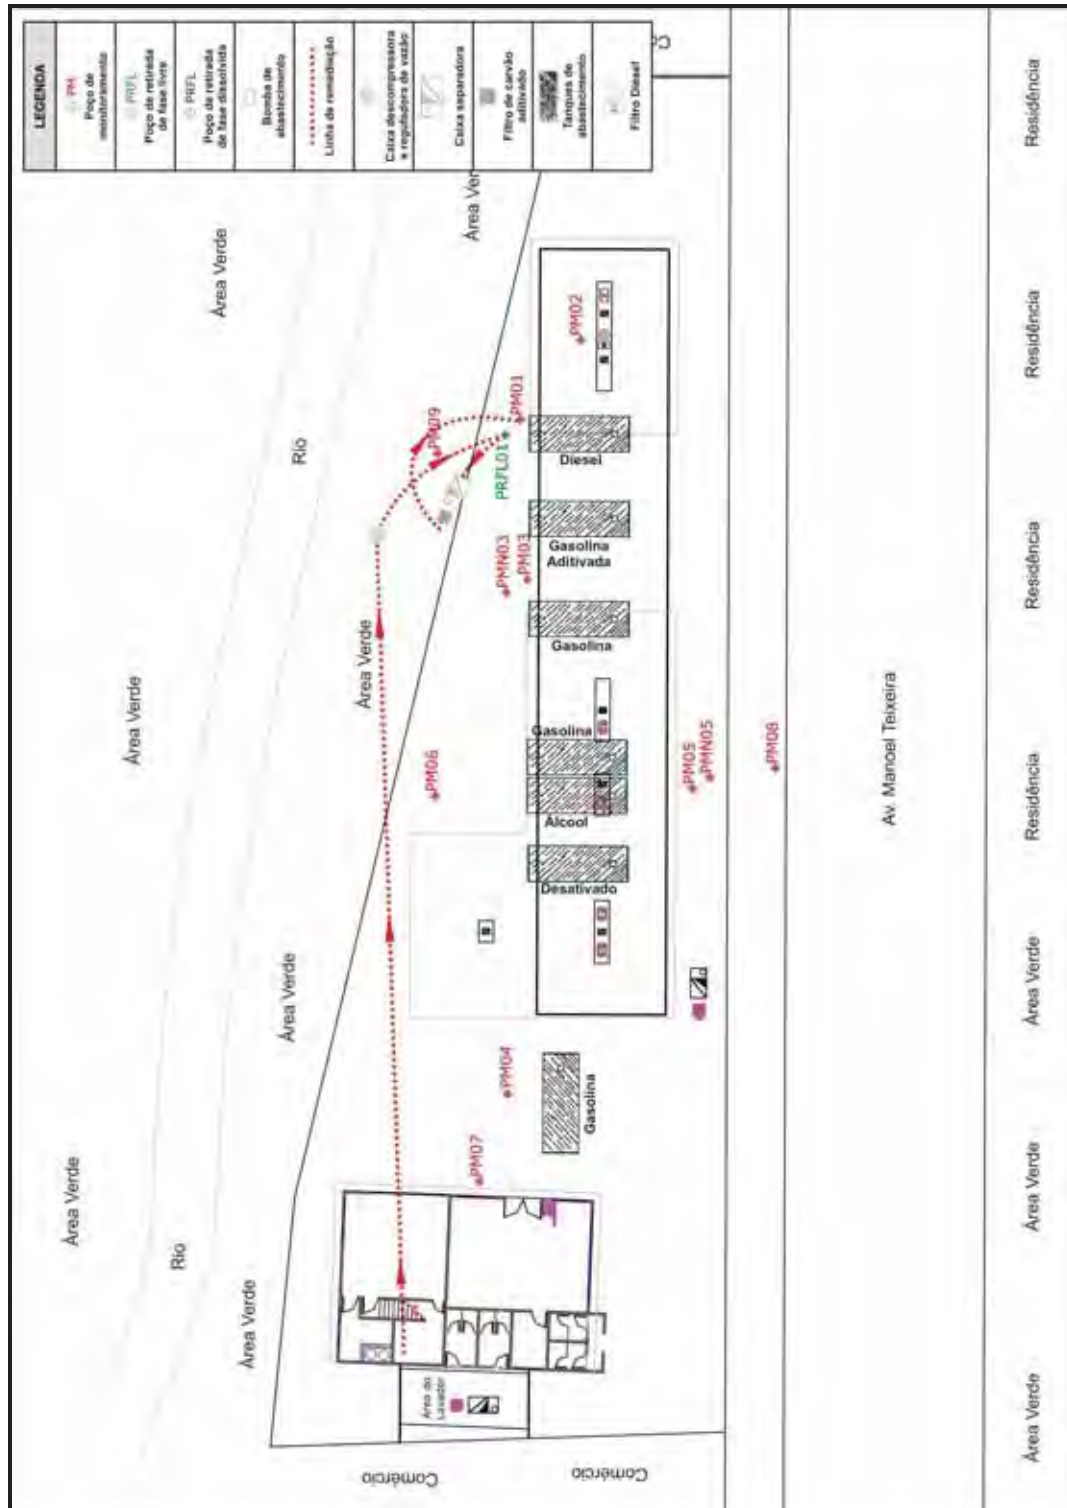 LEGENDA
PM
Poço de
monitoramento
PRFL
Poço de retirada
de fase livre
PRFL
Poço de retirada
de fase dissolvida
Bomba de
abastecimento
Linha de remediação
Caixa descompressora
e reguladora de vazão
Caixa separadora
Filtro de carvão
aditivado
Tanques de
abastecimento
Filtro Diesel
Área Verde
Área Ver
Rio
Área Verde
Área Verde
Área Verde
Área Verde
Rio
Área Verde
PM02
PM01
PM09
PRFL01
Diesel
PMN03
PM03
Gasolina
Aditivada
Gasolina
PM06
Gasolina
Álcool
Desativado
PM05
PMN05
PM08
PM04
Gasolina
PM07
Área do
Lavador
Comércio
Comércio
Av. Manoel Teixeira
Residência
Residência
Residência
Residência
Área Verde
Área Verde
Área Verde